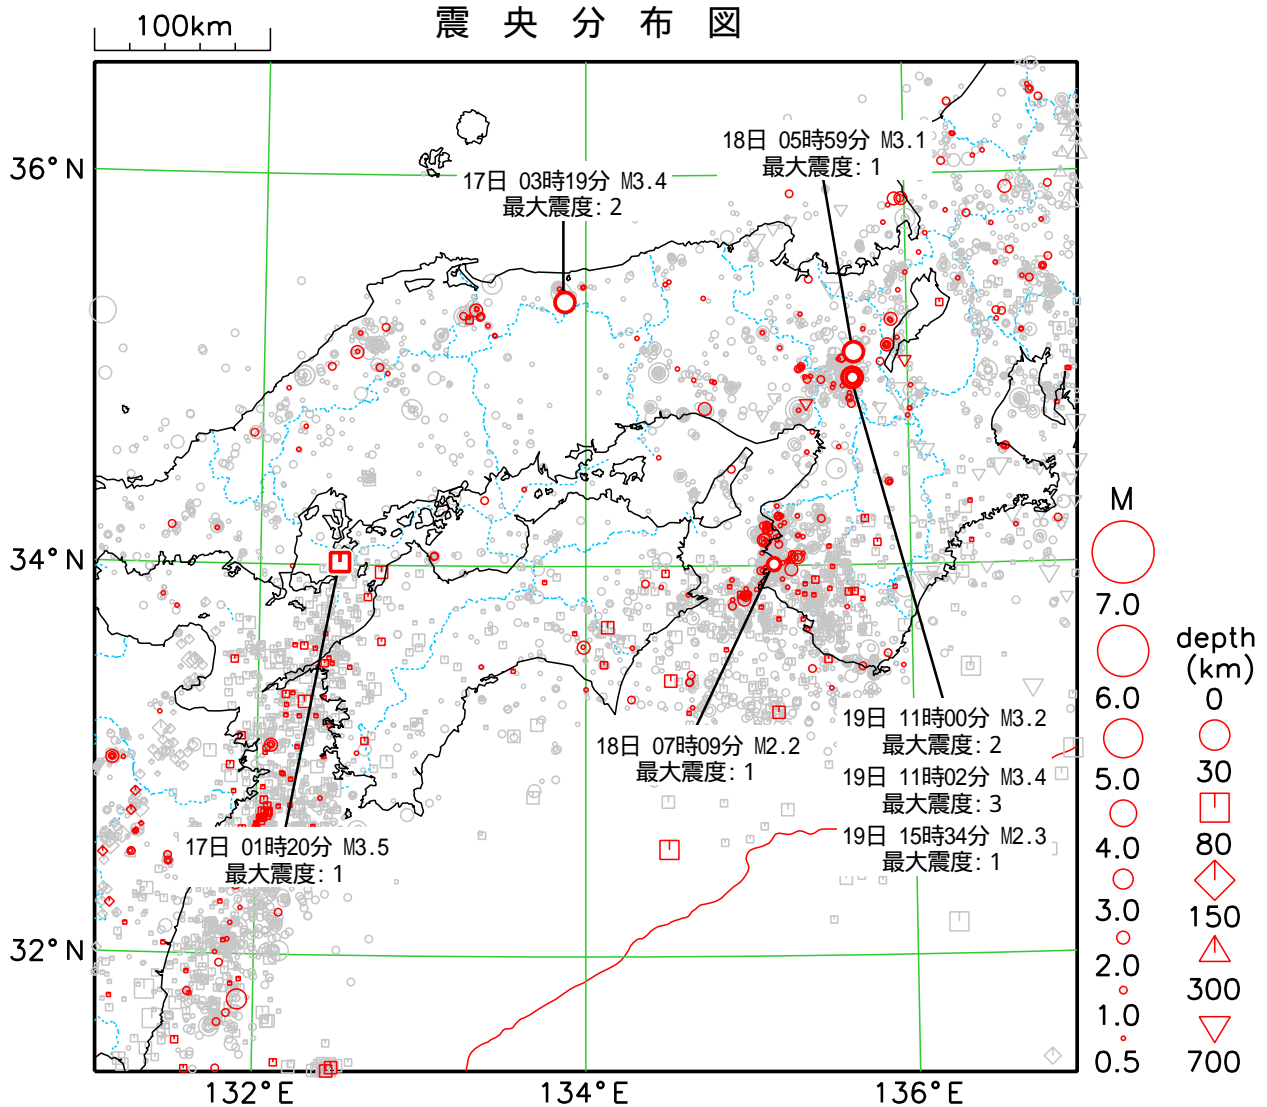 震央分布図
100km
18日 05時59分 M3.1
最大震度: 1
17日 03時19分 M3.4
最大震度: 2
36°N
34°N
32°N
19日 11時00分 M3.2
最大震度: 2
19日 11時02分 M3.4
最大震度: 3
19日 15時34分 M2.3
最大震度: 1
18日 07時09分 M2.2
最大震度: 1
17日 01時20分 M3.5
最大震度: 1
132°E
134°E
136°E
M
7.0
6.0
5.0
4.0
3.0
2.0
1.0
0.5
depth
(km)
0
30
80
150
300
700